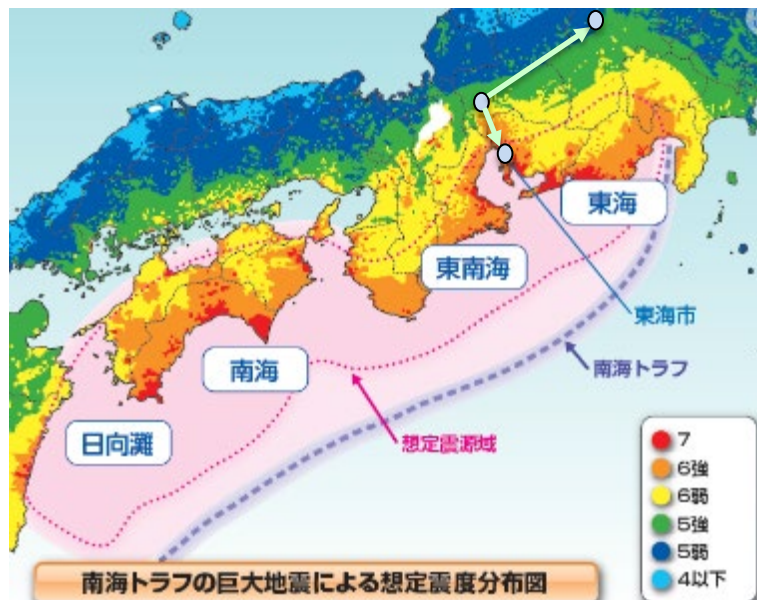 東海
東南海
東海市
南海トラフ
南海
想定震源域
日向灘
7
6強
6弱
5強
5弱
4以下
南海トラフの巨大地震による想定震度分布図